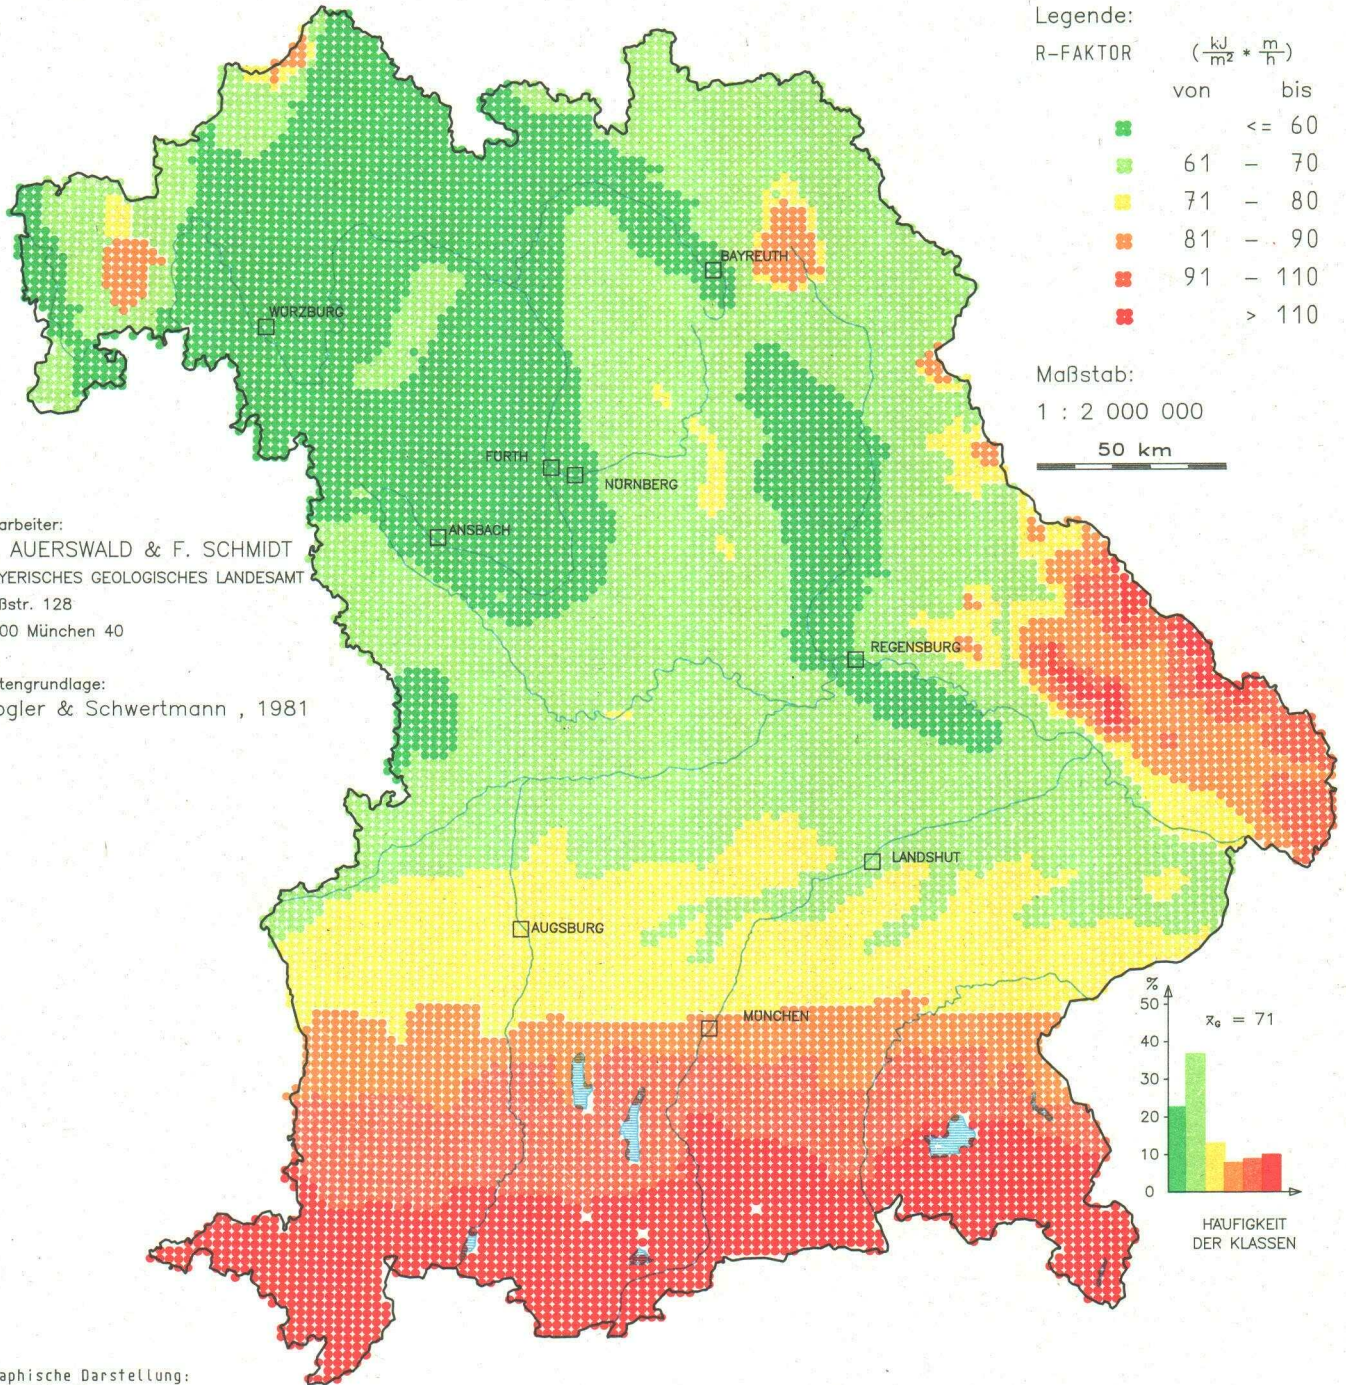 Legende:
R-FAKTOR (kJ/m² * m/h)
von bis
<= 60
61 – 70
71 – 80
81 – 90
91 – 110
> 110
Maßstab:
1 : 2 000 000
50 km
BAYREUTH
WÜRZBURG
FÜRTH
NÜRNBERG
ANSBACH
REGENSBURG
LANDSHUT
AUGSBURG
MÜNCHEN
arbeiter:
AUERSWALD & F. SCHMIDT
YERISCHES GEOLOGISCHES LANDESAMT
ßstr. 128
00 München 40
tengrundlage:
ogler & Schwertmann , 1981
%
50
40
30
20
10
0
x̄G = 71
HÄUFIGKEIT
DER KLASSEN
aphische Darstellung: